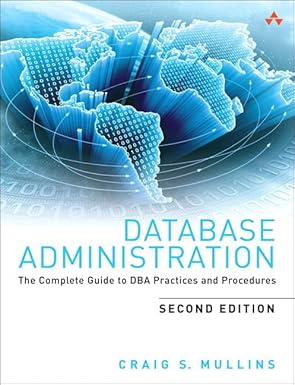 DATABASE
ADMINISTRATION
The Complete Guide to DBA Practices and Procedures
SECOND EDITION
CRAIG S. MULLINS